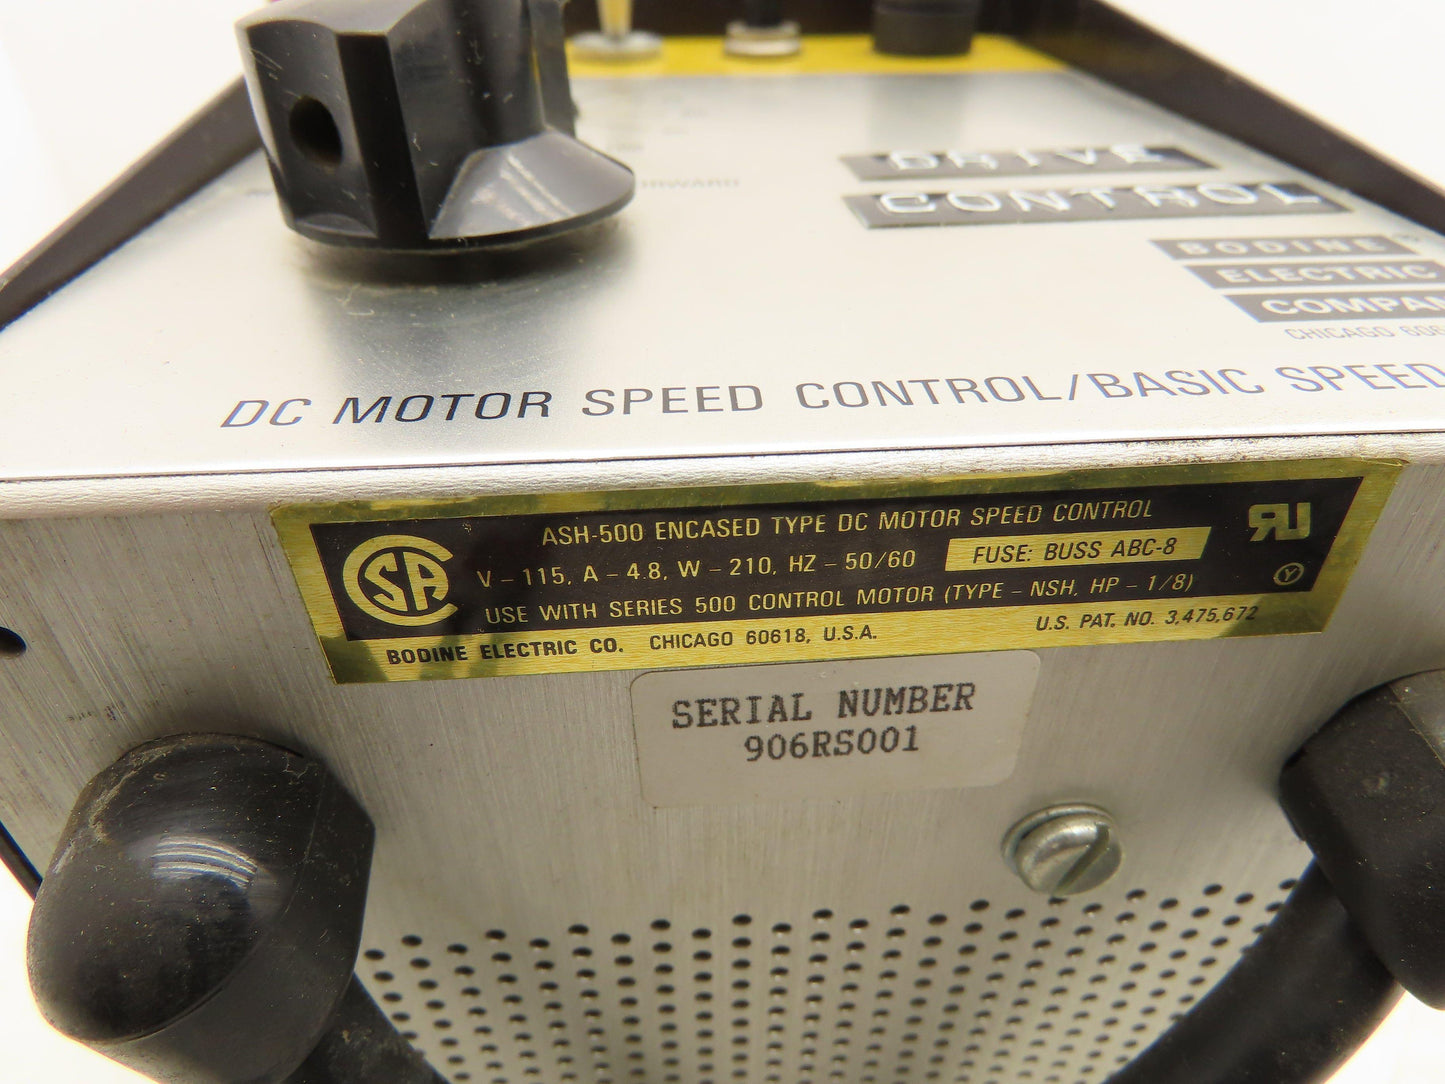 DRIVE
CONTROL
BODINE
ELECTRIC
CHICAGO
DC MOTOR SPEED CONTROL/BASIC SPEED
ASH-500 ENCASED TYPE DC MOTOR SPEED CONTROL
V - 115, A - 4.8, W - 210, HZ - 50/60
FUSE: BUSS ABC-8
USE WITH SERIES 500 CONTROL MOTOR (TYPE - NSH, HP - 1/8)
BODINE ELECTRIC CO. CHICAGO 60618, U.S.A.
U.S. PAT. NO. 3,475,672
SA
RU
Y
SERIAL NUMBER
906RS001